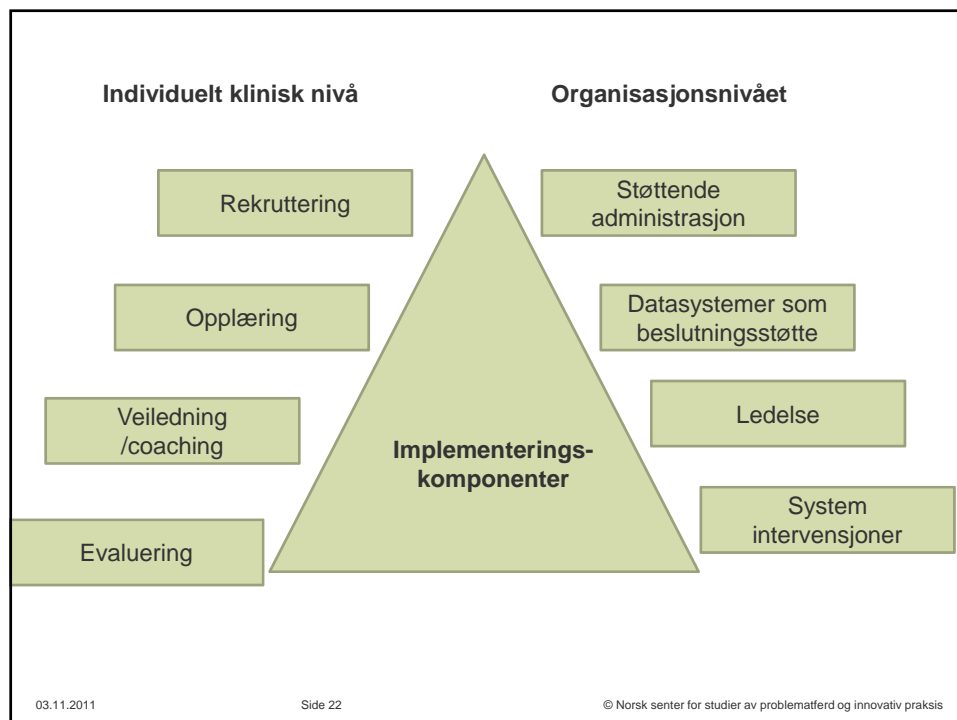 Individuelt klinisk nivå
Organisasjonsnivået
Rekruttering
Opplæring
Veiledning
/coaching
Evaluering
Implementerings-
komponenter
Støttende
administrasjon
Datasystemer som
beslutningsstøtte
Ledelse
System
intervensjoner
03.11.2011
Side 22
© Norsk senter for studier av problematferd og innovativ praksis